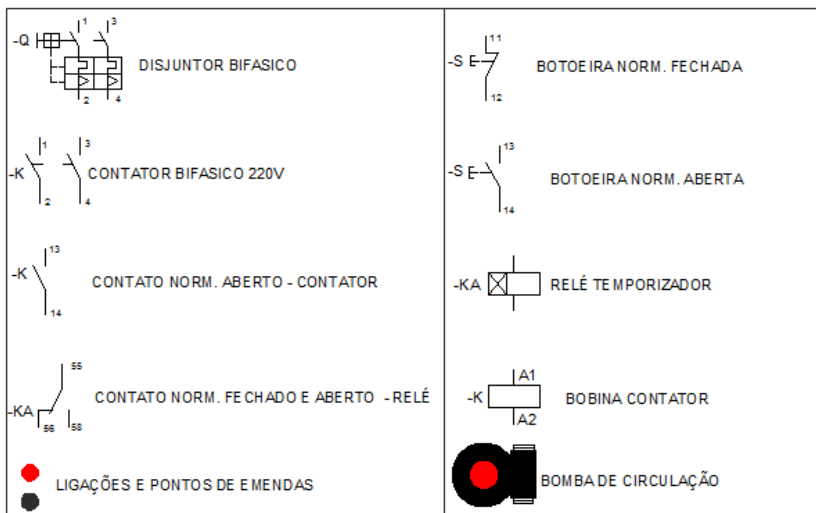 1 3
-Q
DISJUNTOR BIFASICO
2 4
1 3
-K
CONTATOR BIFASICO 220V
2 4
13
-K
CONTATO NORM. ABERTO - CONTATOR
14
55
CONTATO NORM. FECHADO E ABERTO - RELÉ
-KA
56 58
LIGAÇÕES E PONTOS DE EMENDAS
11
-S
BOTOEIRA NORM. FECHADA
12
13
-S
BOTOEIRA NORM. ABERTA
14
-KA
RELÉ TEMPORIZADOR
A1
-K
BOBINA CONTATOR
A2
BOMBA DE CIRCULAÇÃO